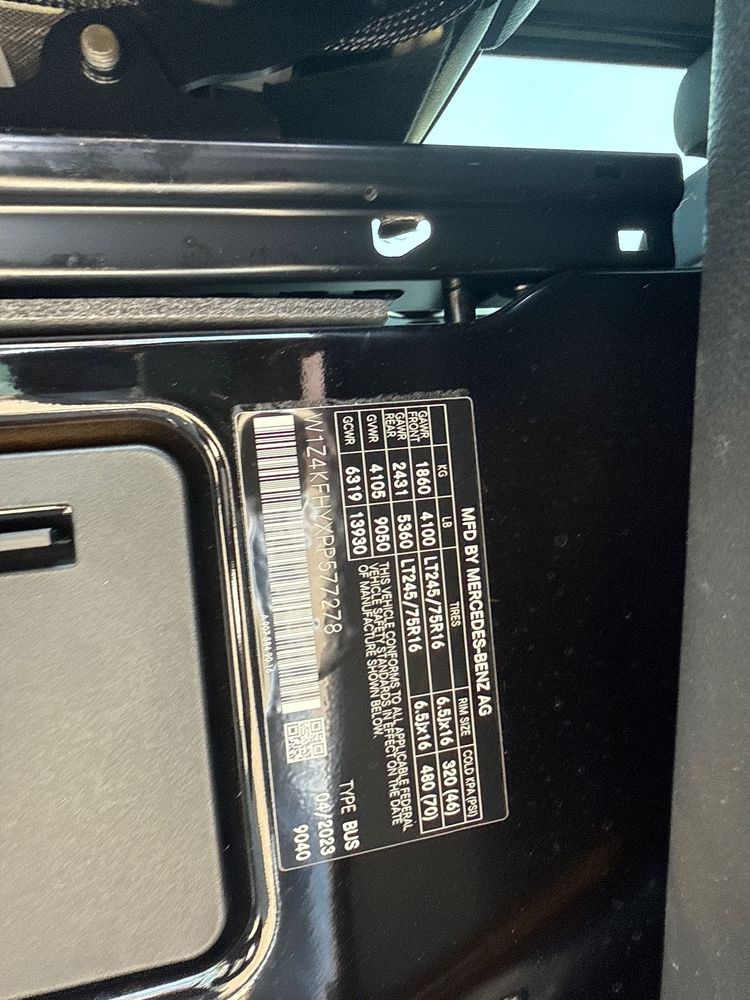 MFD BY MERCEDES-BENZ AG
KG LB TIRES RIM SIZE COLD KPA (PSI)
GAWR FRONT 1860 4100 LT245/75R16 6.5Jx16 320 (46)
GAWR REAR 2431 5360 LT245/75R16 6.5Jx16 480 (70)
GVWR 4105 9050
GCWR 6319 13930
THIS VEHICLE CONFORMS TO ALL APPLICABLE FEDERAL
VEHICLE SAFETY STANDARDS IN EFFECT ON THE DATE
OF MANUFACTURE SHOWN BELOW.
W1Z4KFHVXPP577278
TYPE BUS
04/2023
9040